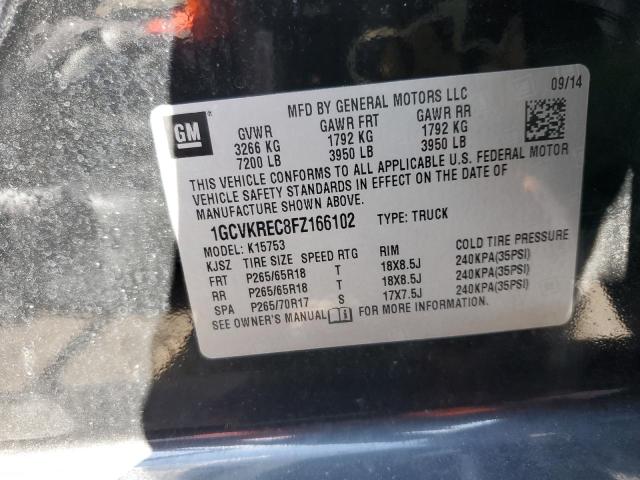 09/14
MFD BY GENERAL MOTORS LLC
GM
GVWR GAWR FRT GAWR RR
3266 KG 1792 KG 1792 KG
7200 LB 3950 LB 3950 LB
THIS VEHICLE CONFORMS TO ALL APPLICABLE U.S. FEDERAL MOTOR
VEHICLE SAFETY STANDARDS IN EFFECT ON THE DATE OF
MANUFACTURE SHOWN ABOVE.
1GCVKREC8FZ166102 TYPE: TRUCK
MODEL: K15753
KJSZ TIRE SIZE SPEED RTG RIM COLD TIRE PRESSURE
FRT P265/65R18 T 18X8.5J 240KPA(35PSI)
RR P265/65R18 T 18X8.5J 240KPA(35PSI)
SPA P265/70R17 S 17X7.5J 240KPA(35PSI)
SEE OWNER'S MANUAL FOR MORE INFORMATION.